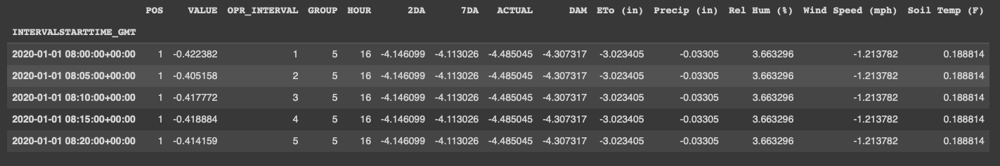 POS VALUE OPR_INTERVAL GROUP HOUR 2DA 7DA ACTUAL DAM ETo (in) Precip (in) Rel Hum (%) Wind Speed (mph) Soil Temp (F)
INTERVALSTARTTIME_GMT
2020-01-01 08:00:00+00:00 1 -0.422382 1 5 16 -4.146099 -4.113026 -4.485045 -4.307317 -3.023405 -0.03305 3.663296 -1.213782 0.188814
2020-01-01 08:05:00+00:00 1 -0.405158 2 5 16 -4.146099 -4.113026 -4.485045 -4.307317 -3.023405 -0.03305 3.663296 -1.213782 0.188814
2020-01-01 08:10:00+00:00 1 -0.417772 3 5 16 -4.146099 -4.113026 -4.485045 -4.307317 -3.023405 -0.03305 3.663296 -1.213782 0.188814
2020-01-01 08:15:00+00:00 1 -0.418884 4 5 16 -4.146099 -4.113026 -4.485045 -4.307317 -3.023405 -0.03305 3.663296 -1.213782 0.188814
2020-01-01 08:20:00+00:00 1 -0.414159 5 5 16 -4.146099 -4.113026 -4.485045 -4.307317 -3.023405 -0.03305 3.663296 -1.213782 0.188814